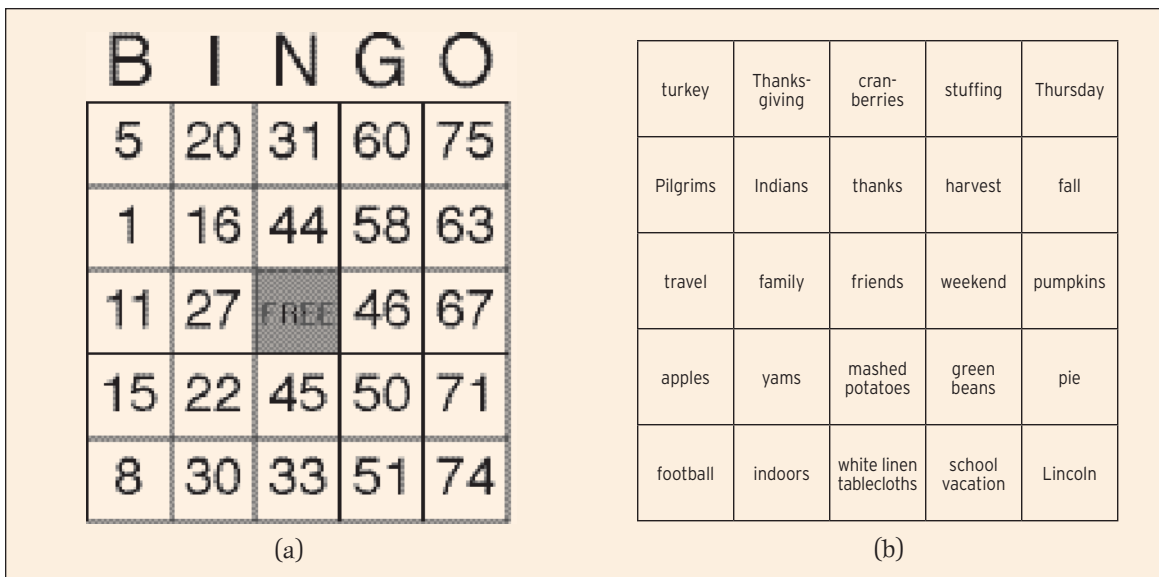 B I N G O
5 20 31 60 75
1 16 44 58 63
11 27 FREE 46 67
15 22 45 50 71
8 30 33 51 74
(a)
turkey Thanks- cran- stuffing Thursday
giving berries
Pilgrims Indians thanks harvest fall
travel family friends weekend pumpkins
apples yams mashed green pie
potatoes beans
football indoors white linen school Lincoln
tablecloths vacation
(b)